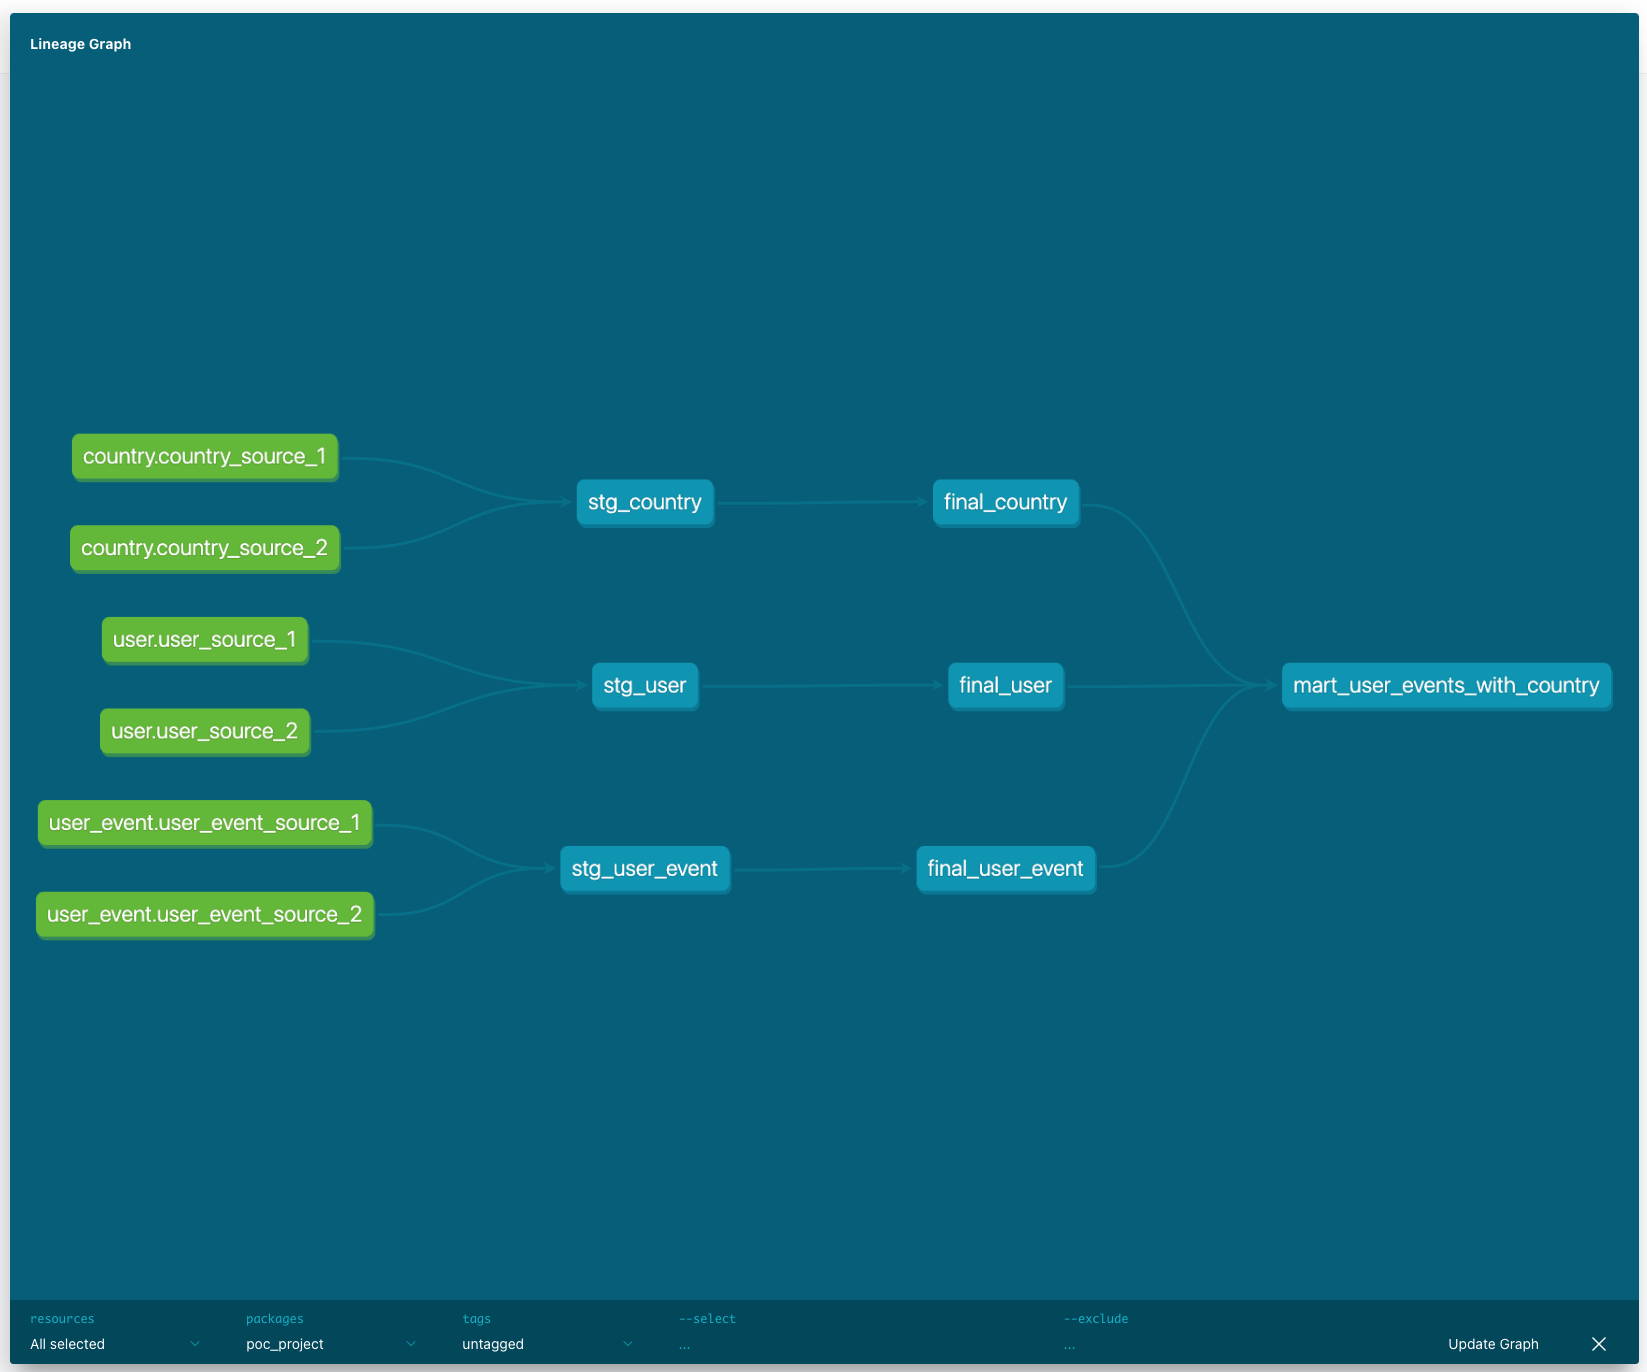 Lineage Graph
country.country_source_1
country.country_source_2
user.user_source_1
user.user_source_2
user_event.user_event_source_1
user_event.user_event_source_2
stg_country
stg_user
stg_user_event
final_country
final_user
final_user_event
mart_user_events_with_country
resources
All selected
packages
poc_project
tags
untagged
--select
...
--exclude
...
Update Graph